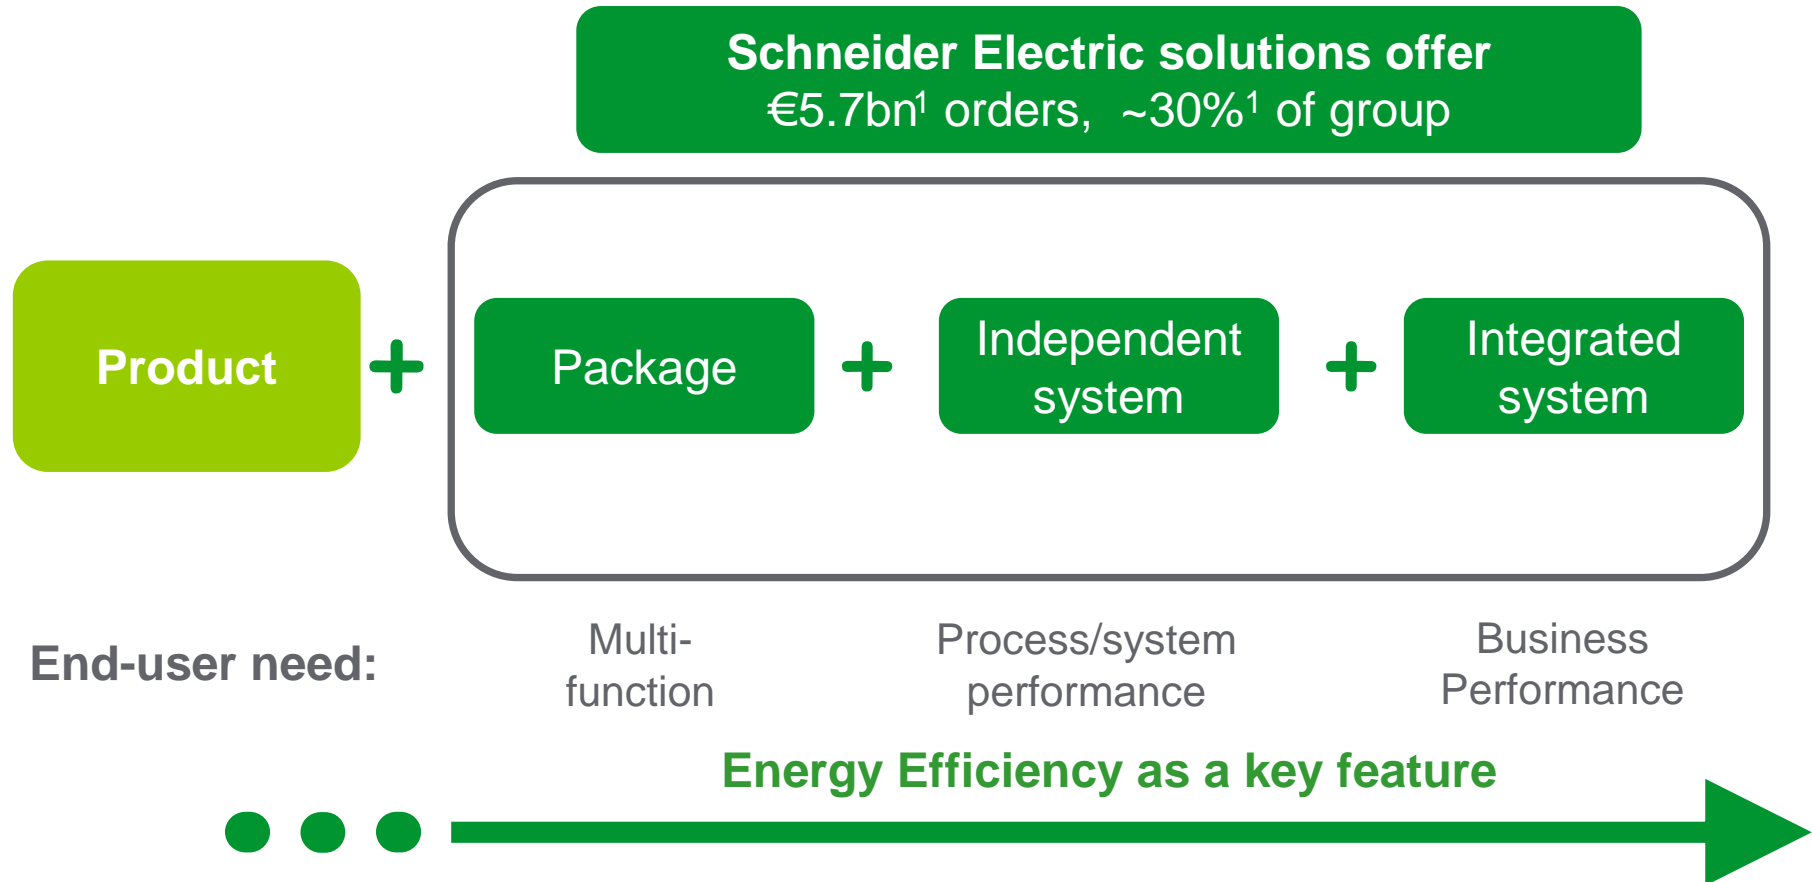 Schneider Electric solutions offer
€5.7bn¹ orders, ~30%¹ of group
Product
+
Package
+
Independent
system
+
Integrated
system
End-user need:
Multi-
function
Process/system
performance
Business
Performance
Energy Efficiency as a key feature